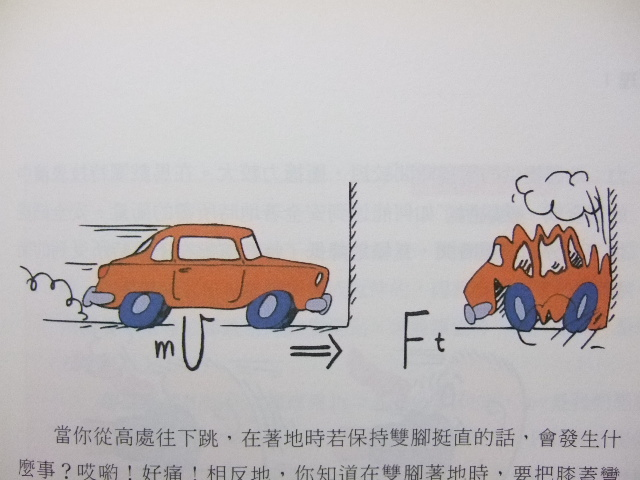 mU ⇒ Ft
當你從高處往下跳，在著地時若保持雙腳挺直的話，會發生什
麼事？哎喲！好痛！相反地，你知道在雙腳著地時，要把膝蓋彎